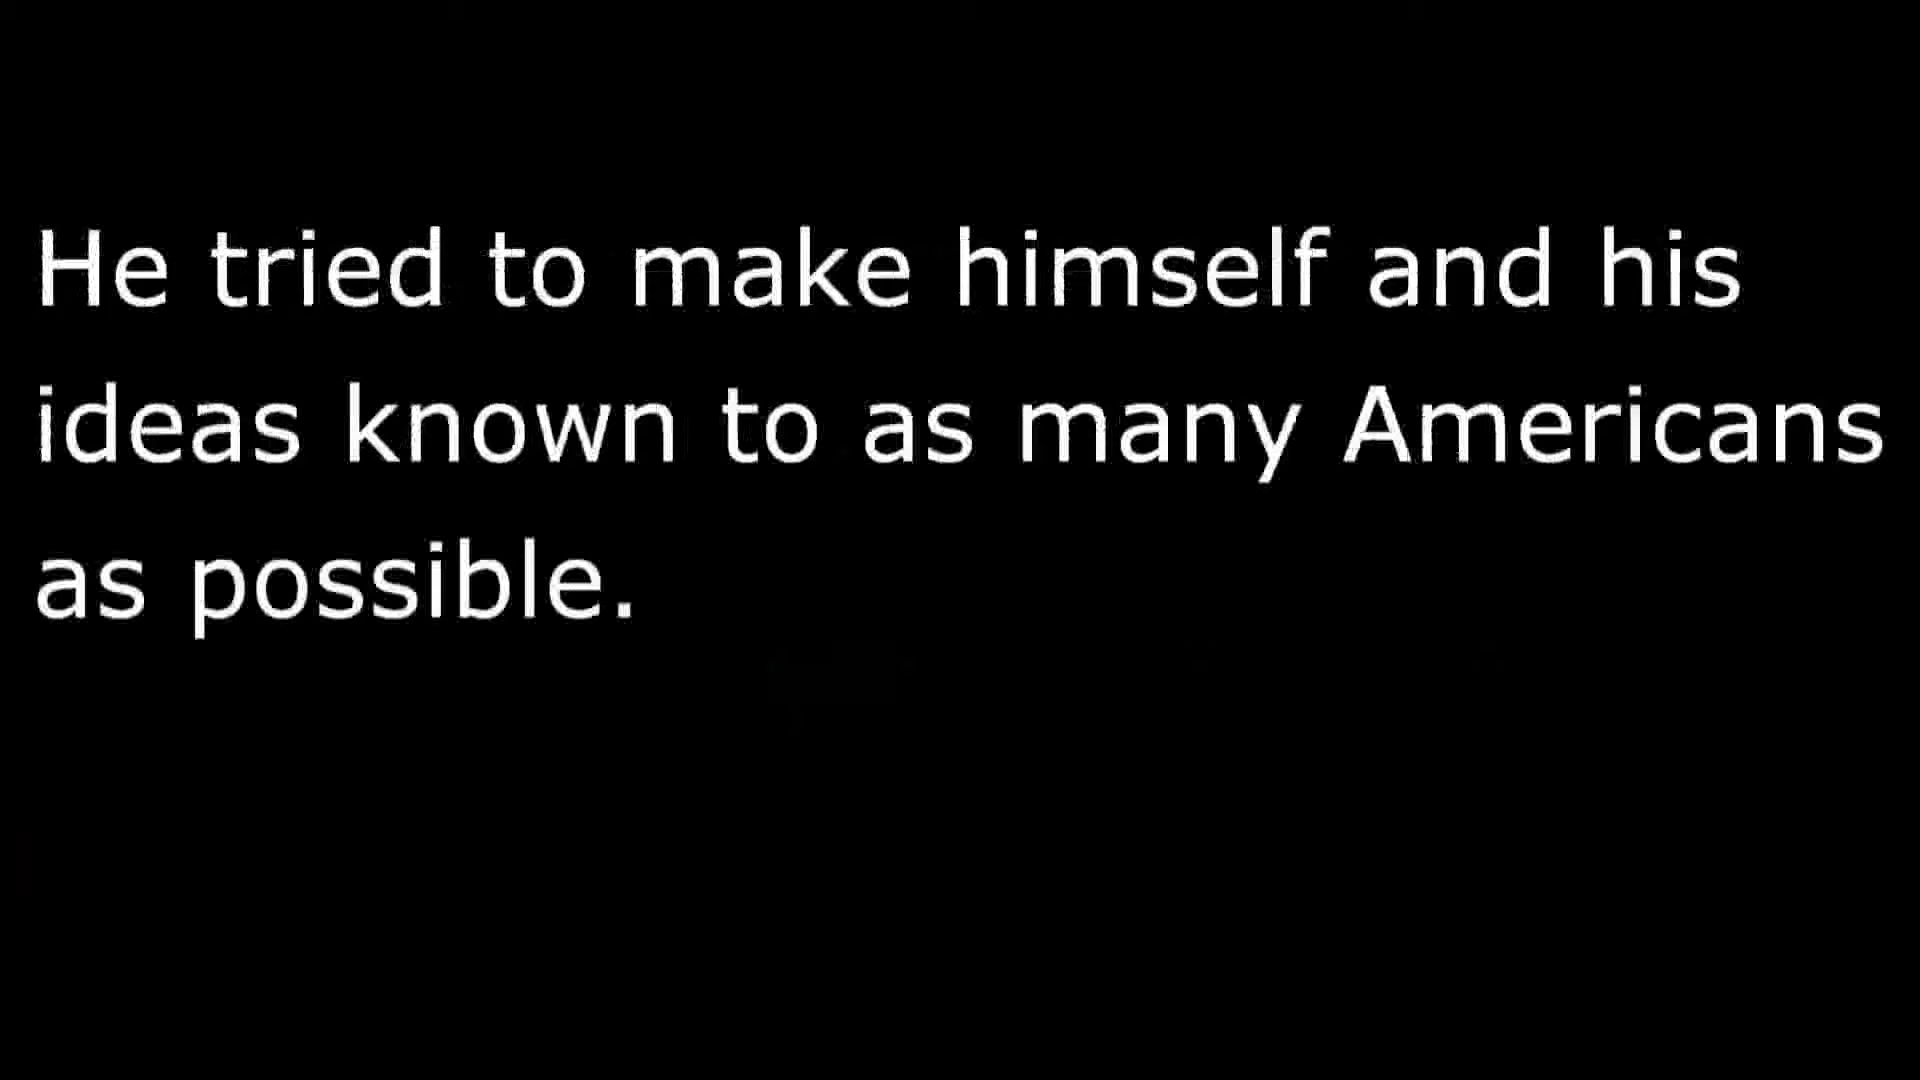 He tried to make himself and his
ideas known to as many Americans
as possible.